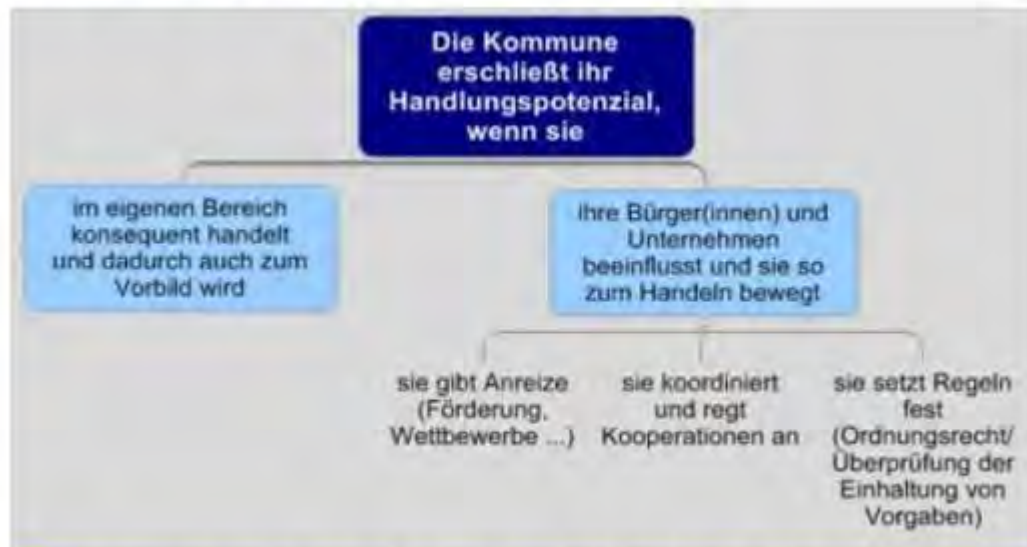 Die Kommune
erschließt ihr
Handlungspotenzial,
wenn sie
im eigenen Bereich
konsequent handelt
und dadurch auch zum
Vorbild wird
ihre Bürger(innen) und
Unternehmen
beeinflusst und sie so
zum Handeln bewegt
sie gibt Anreize
(Förderung,
Wettbewerbe ...)
sie koordiniert
und regt
Kooperationen an
sie setzt Regeln
fest
(Ordnungsrecht/
Überprüfung der
Einhaltung von
Vorgaben)